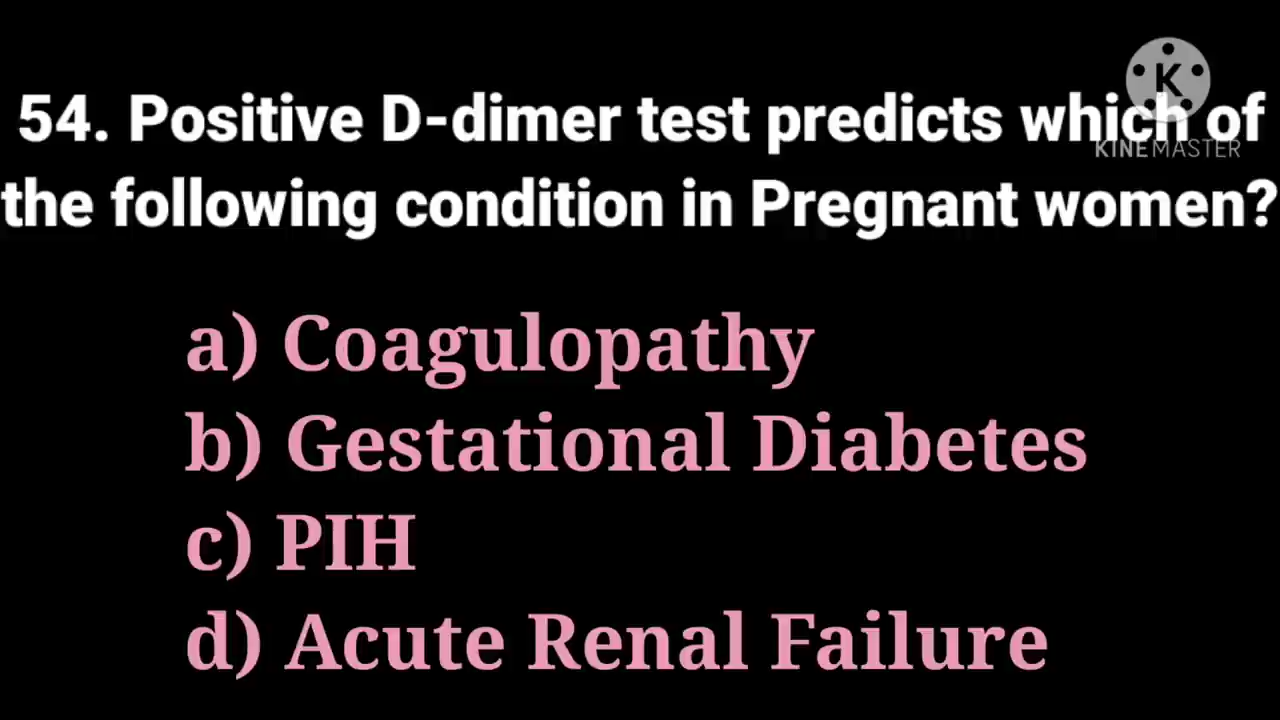 54. Positive D-dimer test predicts which of
KINEMASTER
the following condition in Pregnant women?
a) Coagulopathy
b) Gestational Diabetes
c) PIH
d) Acute Renal Failure